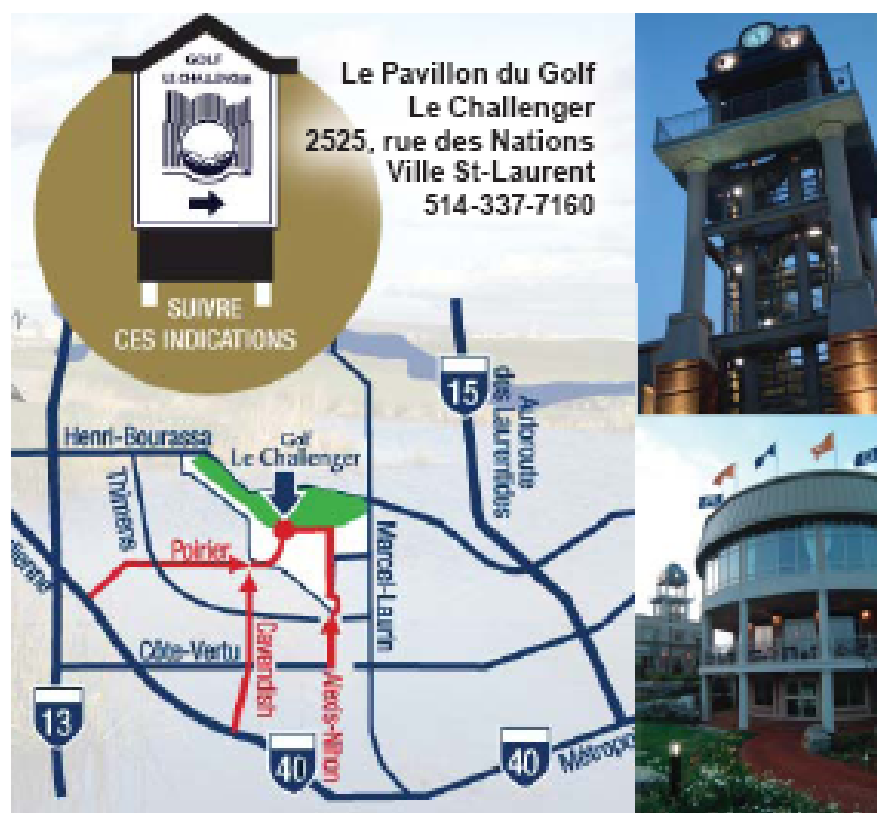 GOLF
LE CHALLENGER
SUIVRE
CES INDICATIONS
Le Pavillon du Golf
Le Challenger
2525, rue des Nations
Ville St-Laurent
514-337-7160
15
Autoroute
des Laurentides
Henri-Bourassa
Golf
Le Challenger
Thimens
Poirier
Marcel-Laurin
Côte-Vertu
Cavendish
Alexis-Nihon
13
40
40